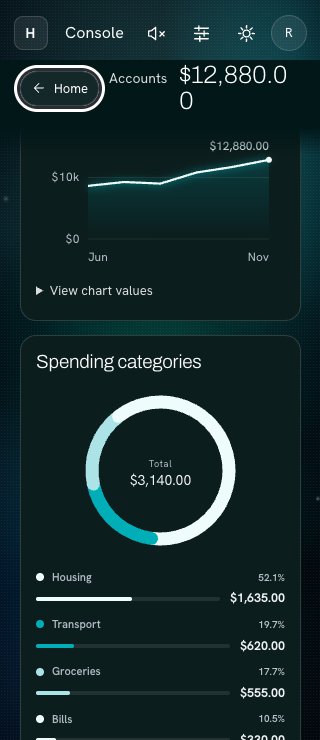 H Console R
Home Accounts $12,880.0
0
$12,880.00
$10k
$0
Jun Nov
View chart values
Spending categories
Total
$3,140.00
Housing 52.1%
$1,635.00
Transport 19.7%
$620.00
Groceries 17.7%
$555.00
Bills 10.5%
$330.00